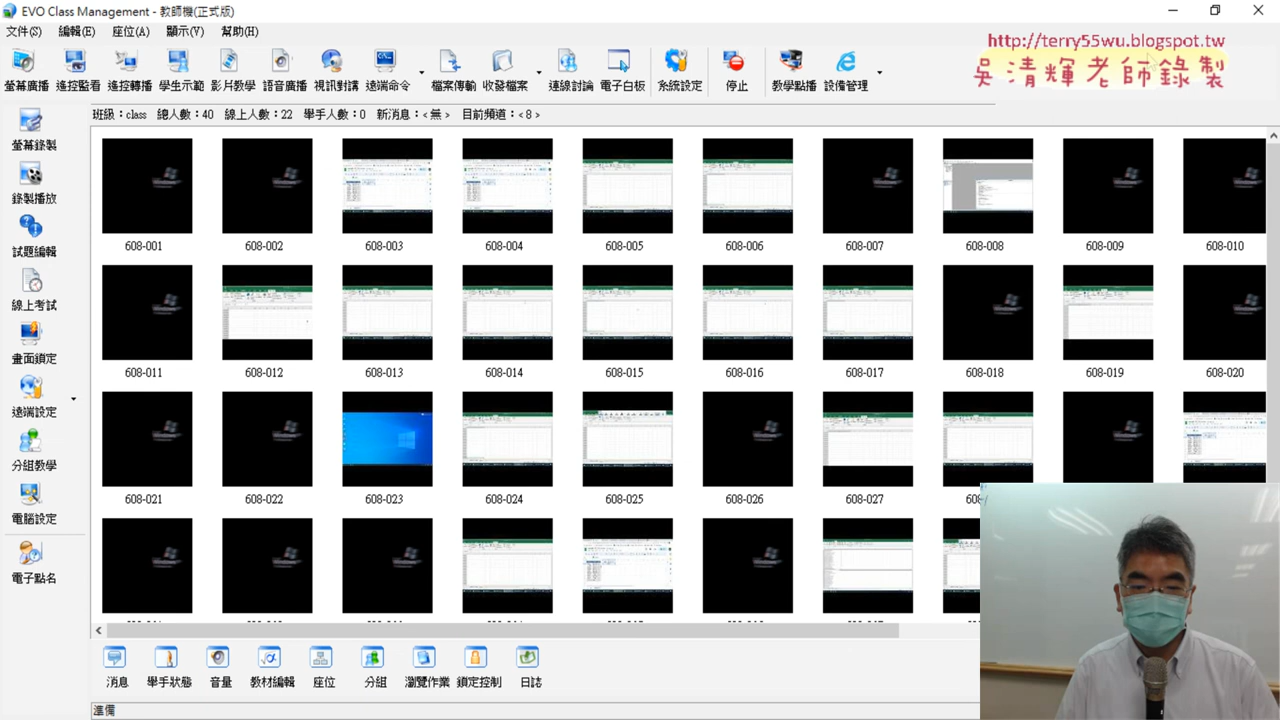 EVO Class Management - 教師機(正式版)
文件(S) 編輯(E) 座位(A) 顯示(V) 幫助(H)
http://terry55wu.blogspot.tw
吳清輝老師錄製
螢幕廣播 遙控監看 遙控轉播 學生示範 影片教學 語音廣播 視訊對講 遠端命令 檔案傳輸 收發檔案 連線討論 電子白板 系統設定 停止 教學點播 設備管理
班級：class 總人數：40 線上人數：22 舉手人數：0 新消息：<無> 目前頻道：<8>
螢幕錄製
錄製播放
試題編輯
線上考試
畫面鎖定
遠端設定
分組教學
電腦設定
電子點名
608-001 608-002 608-003 608-004 608-005 608-006 608-007 608-008 608-009 608-010
608-011 608-012 608-013 608-014 608-015 608-016 608-017 608-018 608-019 608-020
608-021 608-022 608-023 608-024 608-025 608-026 608-027
消息 舉手狀態 音量 教材編輯 座位 分組 瀏覽作業 鎖定控制 日誌
準備